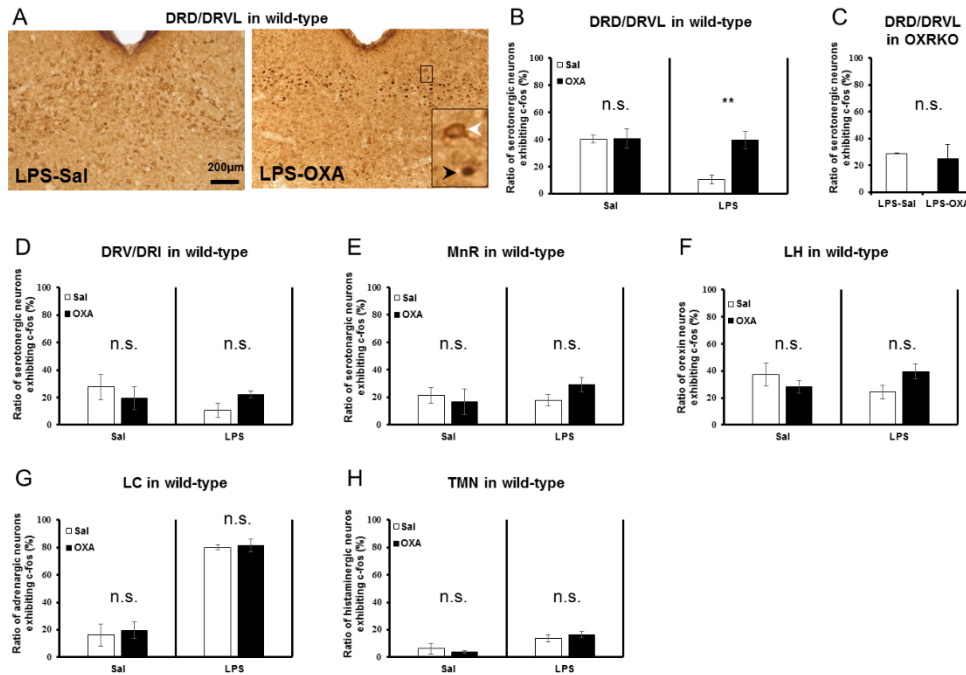 A
DRD/DRVL in wild-type
LPS-Sal
200μm
LPS-OXA
B
DRD/DRVL in wild-type
Ratio of serotonergic neurons
exhibiting c-fos (%)
100
80
60
40
20
0
Sal
OXA
n.s.
**
Sal
LPS
C
DRD/DRVL
in OXRKO
Ratio of serotonergic neurons
exhibiting c-fos (%)
100
80
60
40
20
0
n.s.
LPS-Sal
LPS-OXA
D
DRV/DRI in wild-type
Ratio of serotonergic neurons
exhibiting c-fos (%)
100
80
60
40
20
0
Sal
OXA
n.s.
n.s.
Sal
LPS
E
MnR in wild-type
Ratio of serotonargic neurons
exhibiting c-fos (%)
100
80
60
40
20
0
Sal
OXA
n.s.
n.s.
Sal
LPS
F
LH in wild-type
Ratio of orexin neuros
exhibiting c-fos (%)
100
80
60
40
20
0
Sal
OXA
n.s.
n.s.
Sal
LPS
G
LC in wild-type
Ratio of adrenargic neurons
exhibiting c-fos (%)
100
80
60
40
20
0
Sal
OXA
n.s.
n.s.
Sal
LPS
H
TMN in wild-type
Ratio of histaminergic neurons
exhibiting c-fos (%)
100
80
60
40
20
0
Sal
OXA
n.s.
n.s.
Sal
LPS